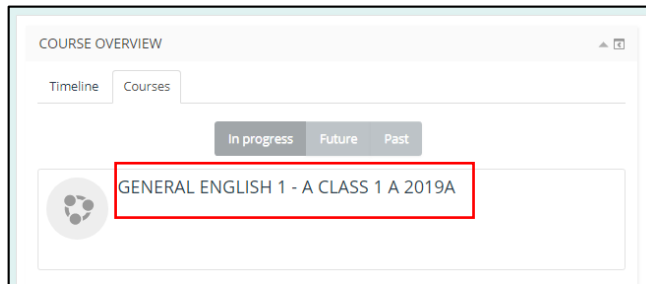 COURSE OVERVIEW
Timeline Courses
In progress Future Past
GENERAL ENGLISH 1 - A CLASS 1 A 2019A